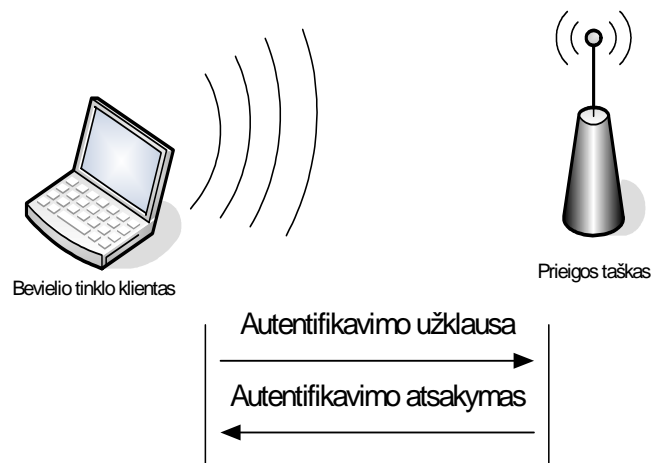 Bevielio tinklo klientas
Prieigos taškas
Autentifikavimo užklausa
Autentifikavimo atsakymas